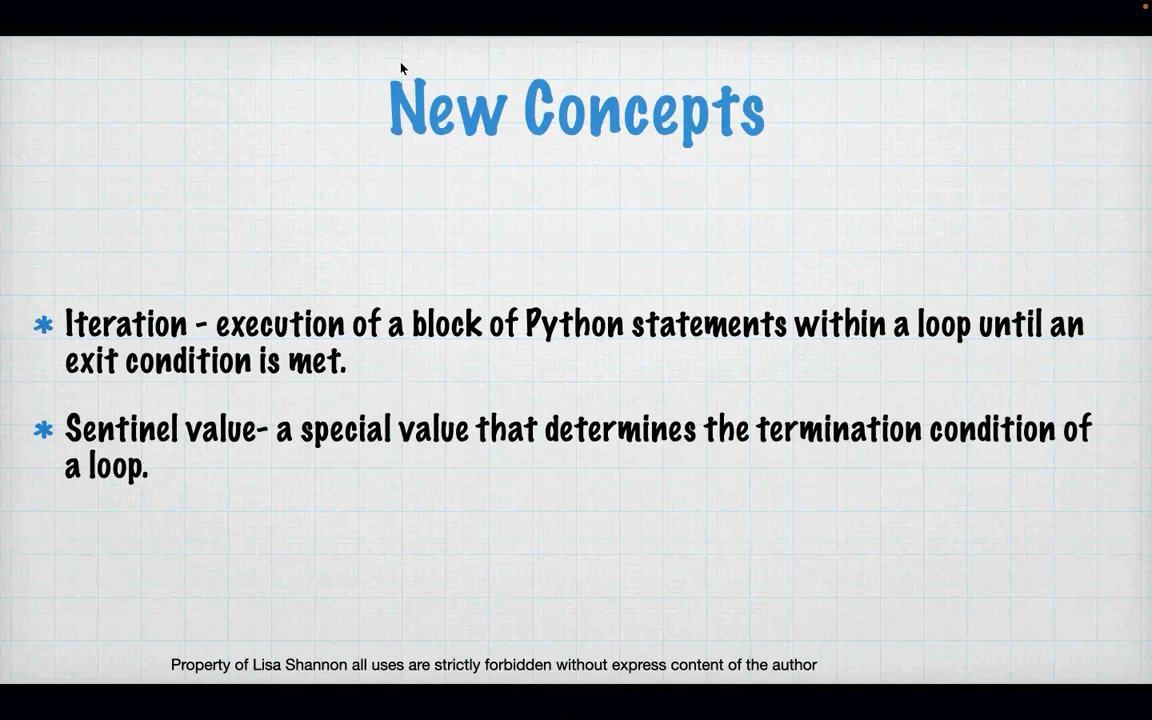 New Concepts
* Iteration - execution of a block of Python statements within a loop until an
exit condition is met.
* Sentinel value- a special value that determines the termination condition of
a loop.
Property of Lisa Shannon all uses are strictly forbidden without express content of the author